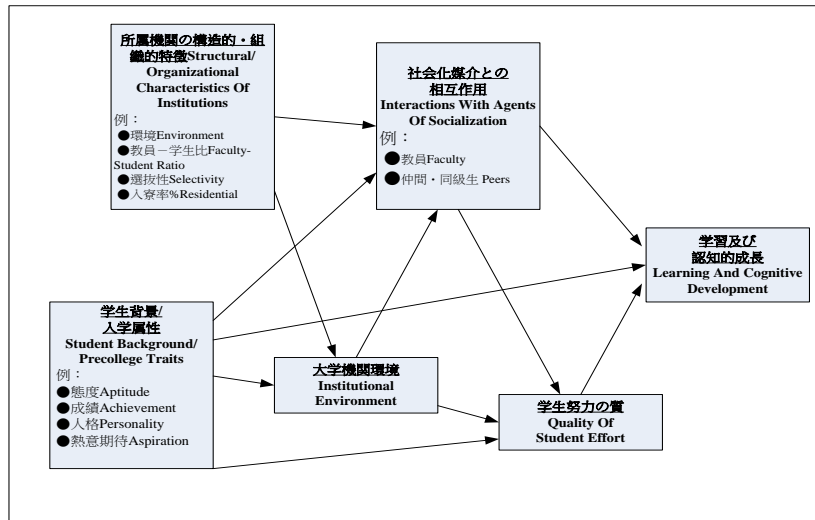 所属機関の構造的・組
織的特徴Structural/
Organizational
Characteristics Of
Institutions
例：
●環境Environment
●教員－学生比Faculty-
Student Ratio
●選抜性Selectivity
●入寮率%Residential
社会化媒介との
相互作用
Interactions With Agents
Of Socialization
例：
●教員Faculty
●仲間・同級生 Peers
学習及び
認知的成長
Learning And Cognitive
Development
学生背景/
入学属性
Student Background/
Precollege Traits
例：
●態度Aptitude
●成績Achievement
●人格Personality
●熱意期待Aspiration
大学機関環境
Institutional
Environment
学生努力の質
Quality Of
Student Effort